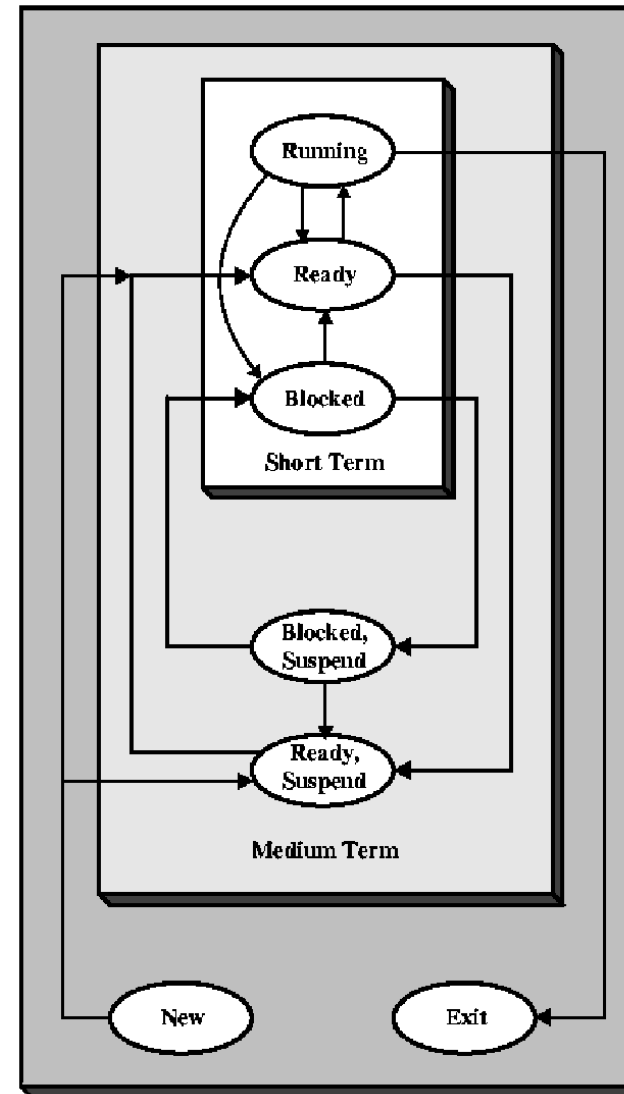 Running
Ready
Blocked
Short Term
Blocked,
Suspend
Ready,
Suspend
Medium Term
New
Exit